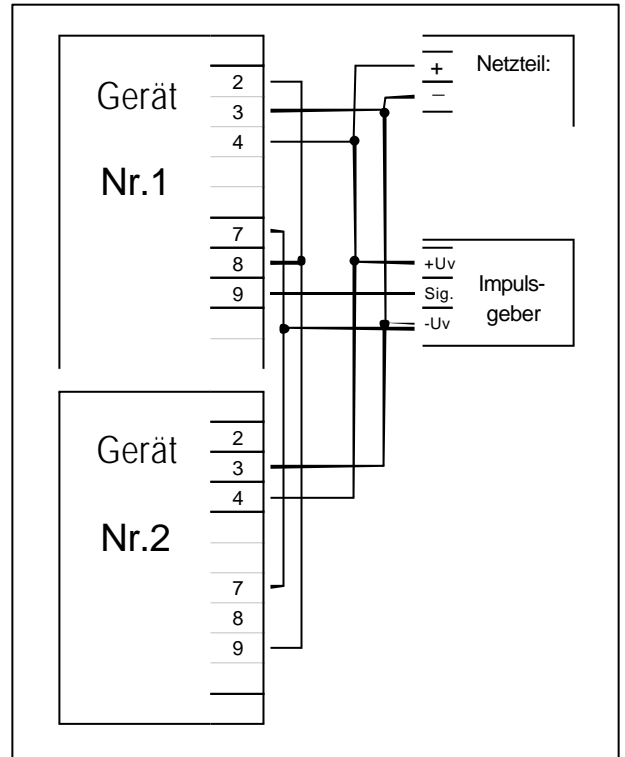 Gerät
Nr.1
2
3
4
7
8
9
+
−
Netzteil:
+Uv
Sig.
-Uv
Impuls-
geber
Gerät
Nr.2
2
3
4
7
8
9